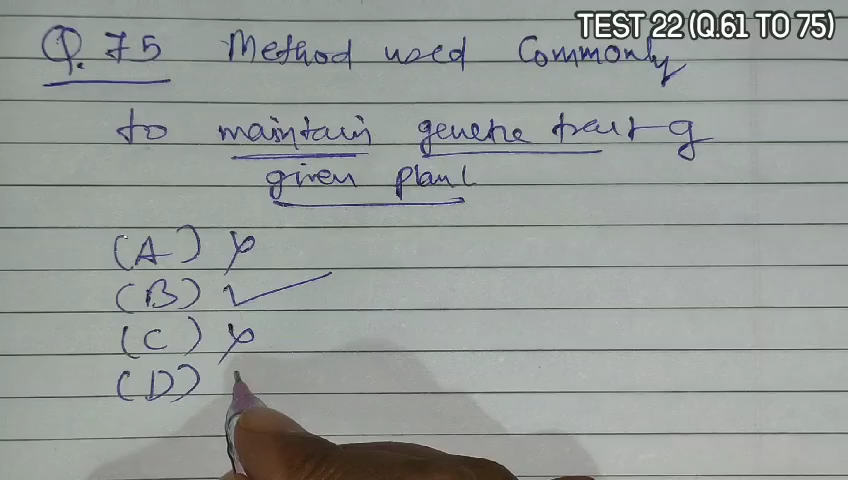 TEST 22 (Q.61 TO 75)
Q.75 Method used Commonly
to maintain genetic trait of
given plant
(A) ×
(B) ✓
(C) ×
(D)